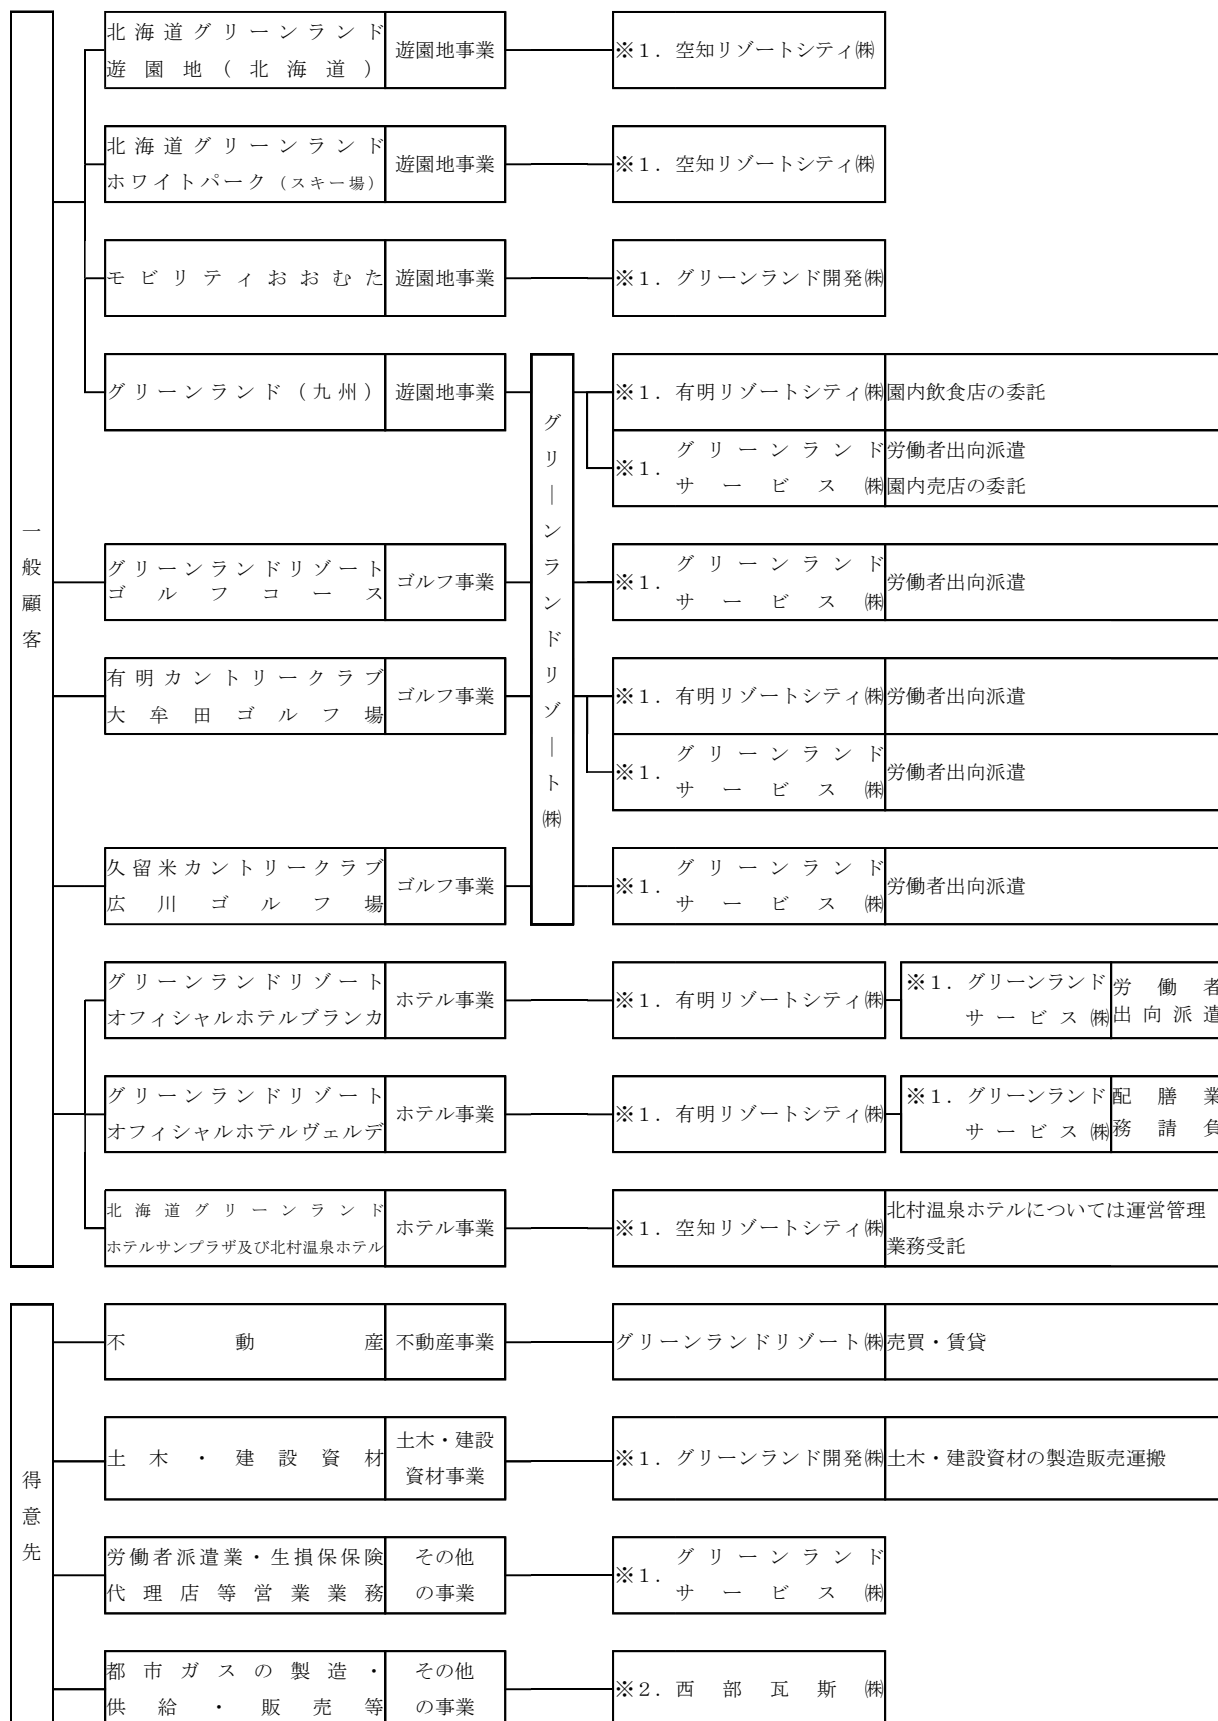 一般顧客
北海道グリーンランド
遊園地(北海道)
遊園地事業
※1．空知リゾートシティ㈱
北海道グリーンランド
ホワイトパーク(スキー場)
遊園地事業
※1．空知リゾートシティ㈱
モビリティおおむた
遊園地事業
※1．グリーンランド開発㈱
グリーンランド(九州)
遊園地事業
グリーンランドリゾート㈱
※1．有明リゾートシティ㈱
園内飲食店の委託
※1．グリーンランド
サービス㈱
労働者出向派遣
園内売店の委託
グリーンランドリゾート
ゴルフコース
ゴルフ事業
※1．グリーンランド
サービス㈱
労働者出向派遣
有明カントリークラブ
大牟田ゴルフ場
ゴルフ事業
※1．有明リゾートシティ㈱
労働者出向派遣
※1．グリーンランド
サービス㈱
労働者出向派遣
久留米カントリークラブ
広川ゴルフ場
ゴルフ事業
※1．グリーンランド
サービス㈱
労働者出向派遣
グリーンランドリゾート
オフィシャルホテルブランカ
ホテル事業
※1．有明リゾートシティ㈱
※1．グリーンランド
サービス㈱
労働者
出向派遣
グリーンランドリゾート
オフィシャルホテルヴェルデ
ホテル事業
※1．有明リゾートシティ㈱
※1．グリーンランド
サービス㈱
配膳業
務請負
北海道グリーンランド
ホテルサンプラザ及び北村温泉ホテル
ホテル事業
※1．空知リゾートシティ㈱
北村温泉ホテルについては運営管理
業務受託
得意先
不動産
不動産事業
グリーンランドリゾート㈱
売買・賃貸
土木・建設資材
土木・建設
資材事業
※1．グリーンランド開発㈱
土木・建設資材の製造販売運搬
労働者派遣業・生損保保険
代理店等営業業務
その他
の事業
※1．グリーンランド
サービス㈱
都市ガスの製造・
供給・販売等
その他
の事業
※2．西部瓦斯㈱